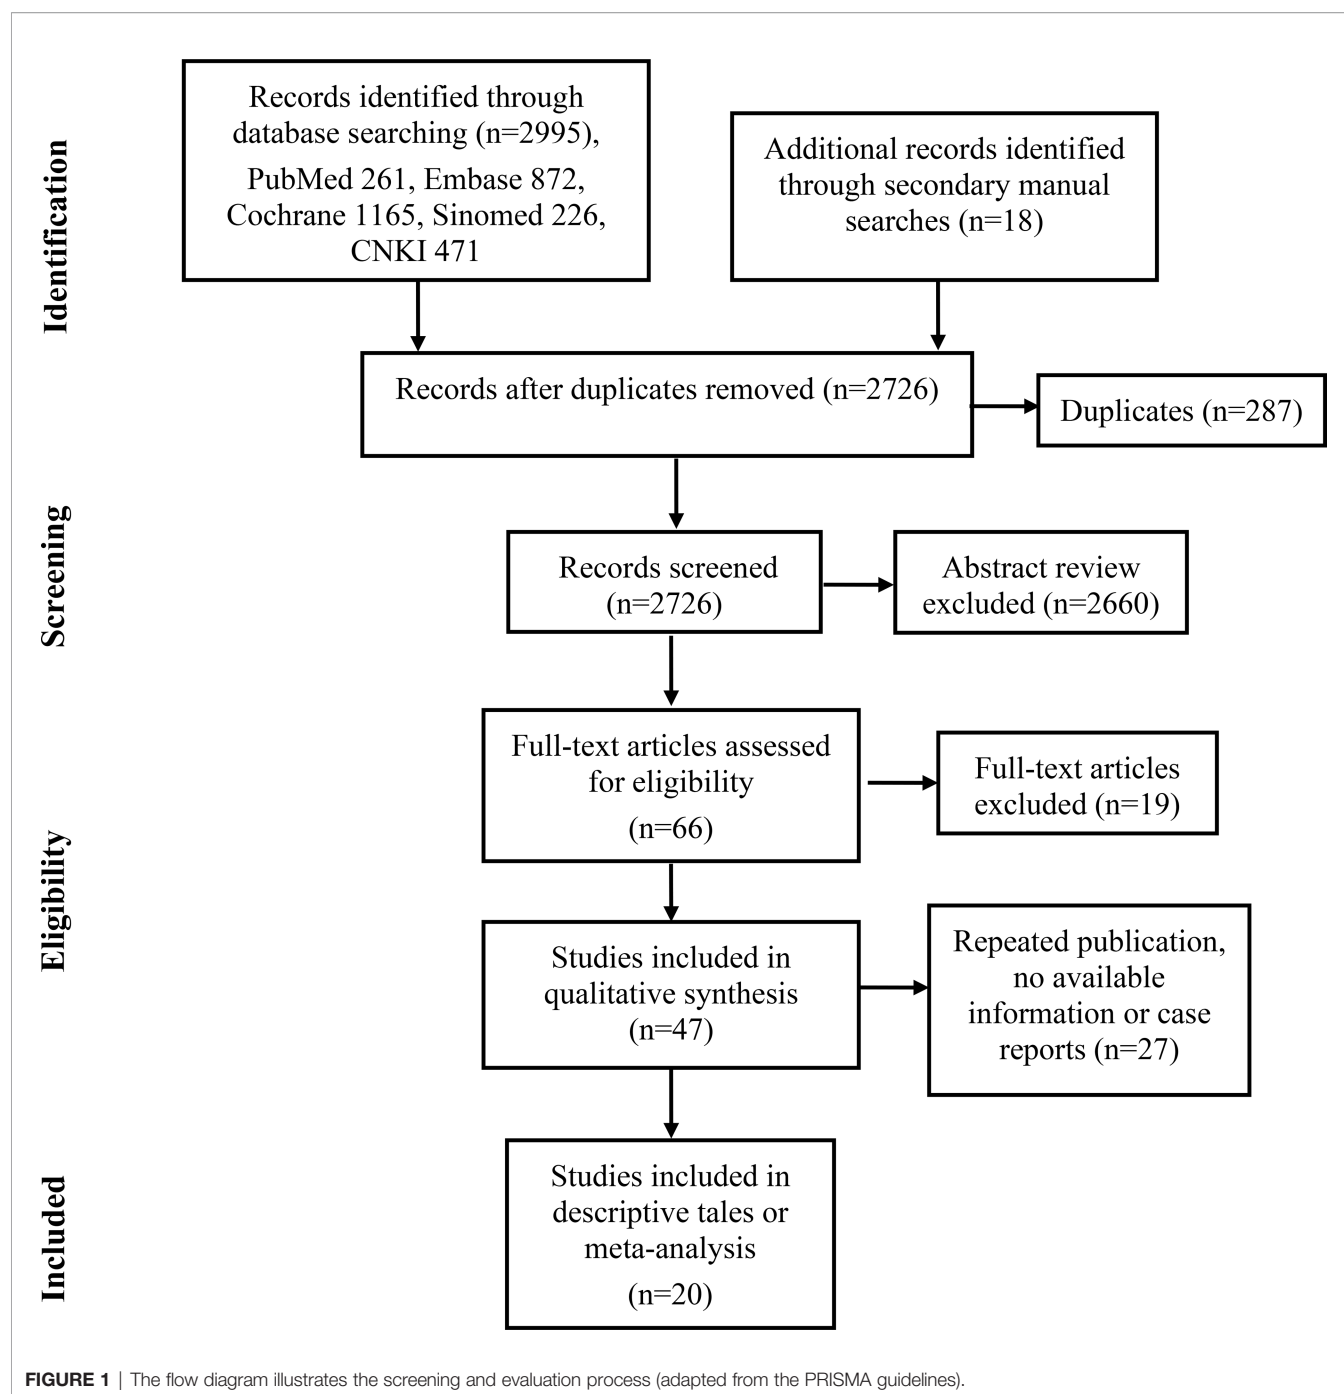 Identification
Records identified through
database searching (n=2995),
PubMed 261, Embase 872,
Cochrane 1165, Sinomed 226,
CNKI 471
Additional records identified
through secondary manual
searches (n=18)
Records after duplicates removed (n=2726)
Duplicates (n=287)
Screening
Records screened
(n=2726)
Abstract review
excluded (n=2660)
Eligibility
Full-text articles assessed
for eligibility
(n=66)
Full-text articles
excluded (n=19)
Studies included in
qualitative synthesis
(n=47)
Repeated publication,
no available
information or case
reports (n=27)
Included
Studies included in
descriptive tales or
meta-analysis
(n=20)
FIGURE 1 | The flow diagram illustrates the screening and evaluation process (adapted from the PRISMA guidelines).